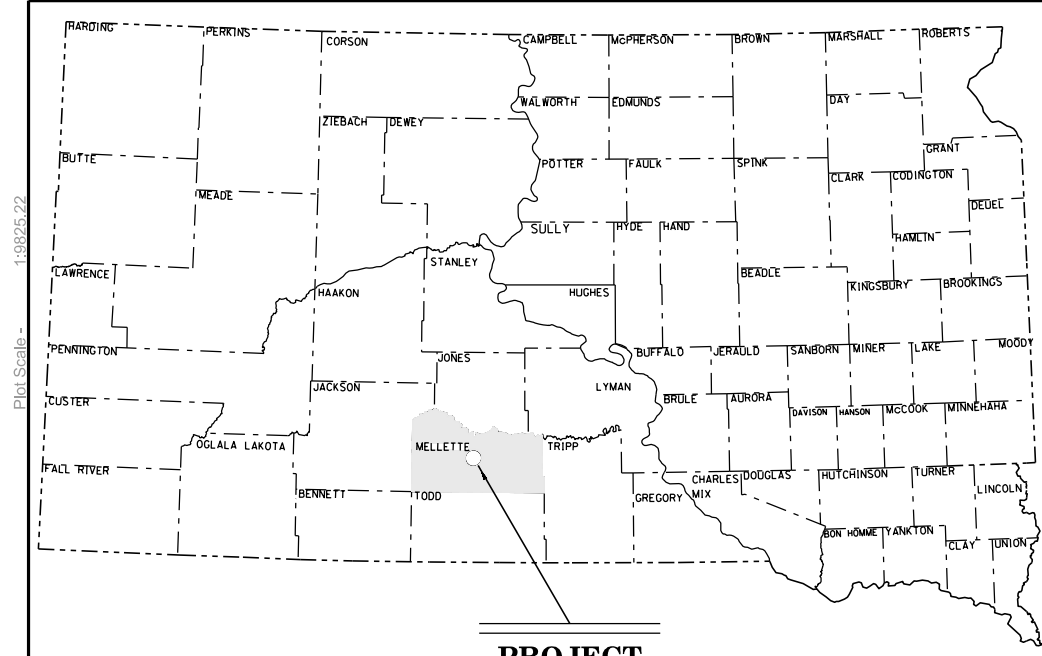 HARDING PERKINS CORSON CAMPBELL McPHERSON BROWN MARSHALL ROBERTS
WALWORTH EDMUNDS DAY
ZIEBACH DEWEY
GRANT
BUTTE POTTER FAULK SPINK
CLARK CODINGTON
MEADE
DEUEL
SULLY HYDE HAND
HAMLIN
STANLEY
LAWRENCE BEADLE
KINGSBURY BROOKINGS
HAAKON HUGHES
PENNINGTON JONES BUFFALO JERAULD SANBORN MINER LAKE MOODY
JACKSON LYMAN
CUSTER BRULE AURORA
DAVISON HANSON McCOOK MINNEHAHA
OGLALA LAKOTA MELLETTE TRIPP
FALL RIVER CHARLES MIX DOUGLAS HUTCHINSON TURNER
BENNETT TODD GREGORY LINCOLN
BON HOMME YANKTON
CLAY UNION
PROJECT
Plot Scale - 1:9825.22